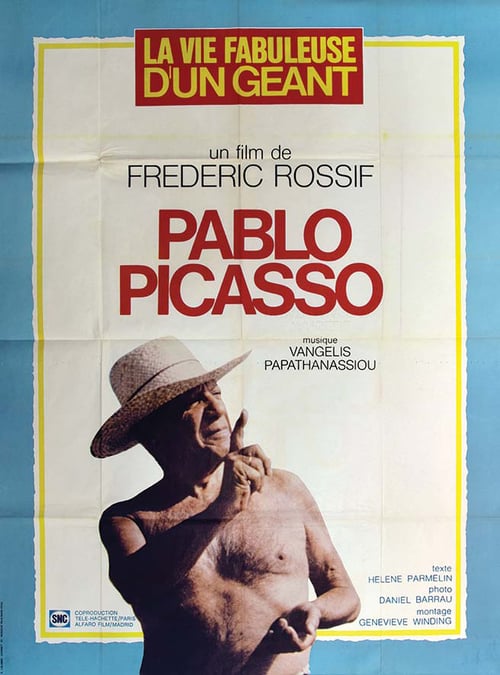 LA VIE FABULEUSE
D'UN GEANT
un film de
FREDERIC ROSSIF
PABLO
PICASSO
musique
VANGELIS
PAPATHANASSIOU
texte
HELENE PARMELIN
photo
DANIEL BARRAU
montage
GENEVIEVE WINDING
SNC
COPRODUCTION
TELE-HACHETTE/PARIS
ALFARO FILM/MADRID